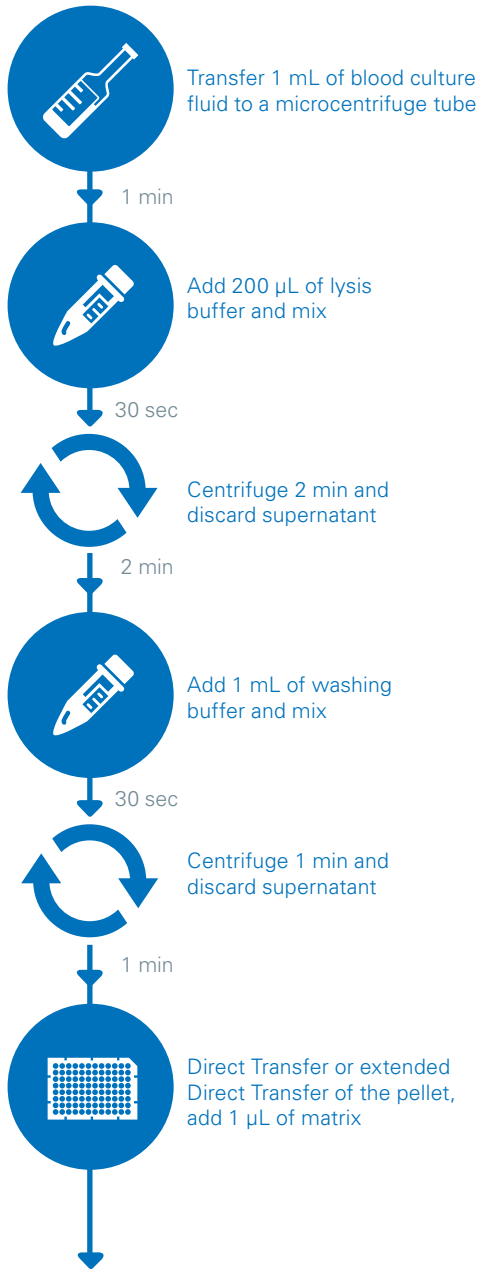 Transfer 1 mL of blood culture
fluid to a microcentrifuge tube
1 min
Add 200 µL of lysis
buffer and mix
30 sec
Centrifuge 2 min and
discard supernatant
2 min
Add 1 mL of washing
buffer and mix
30 sec
Centrifuge 1 min and
discard supernatant
1 min
Direct Transfer or extended
Direct Transfer of the pellet,
add 1 µL of matrix